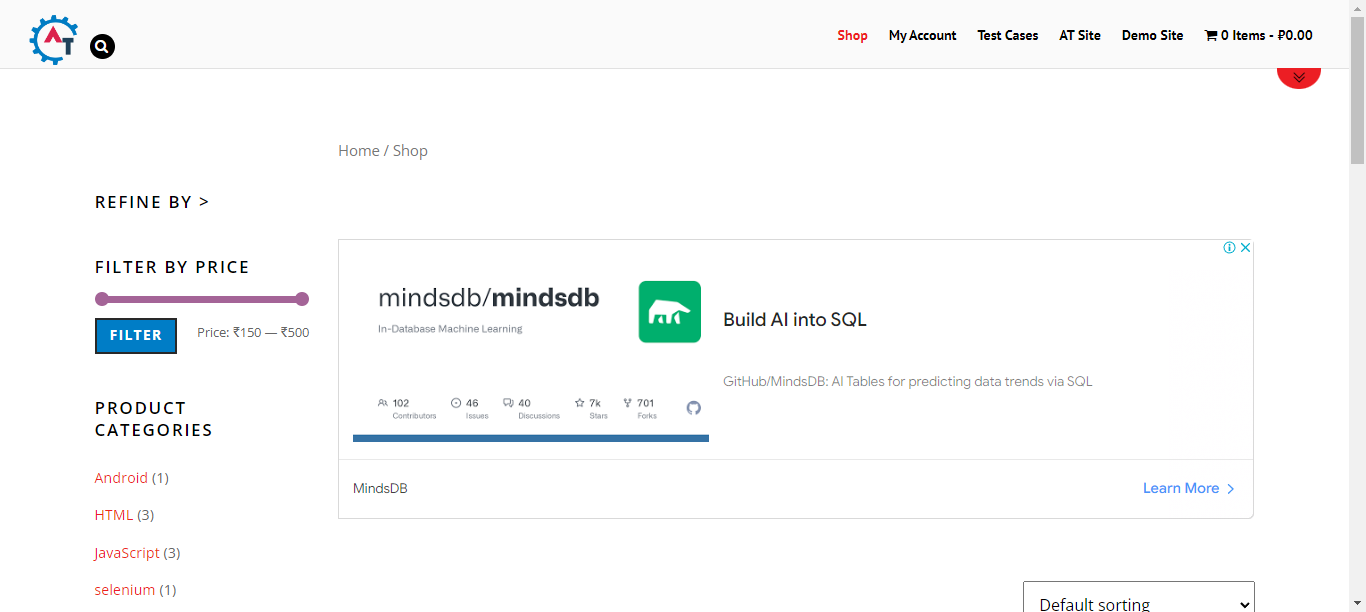 AT
Shop My Account Test Cases AT Site Demo Site 0 Items - ₽0.00
Home / Shop
REFINE BY >
FILTER BY PRICE
FILTER Price: ₹150 — ₹500
PRODUCT
CATEGORIES
Android (1)
HTML (3)
JavaScript (3)
selenium (1)
mindsdb/mindsdb
In-Database Machine Learning
102 46 40 7k 701
Contributors Issues Discussions Stars Forks
Build AI into SQL
GitHub/MindsDB: AI Tables for predicting data trends via SQL
MindsDB Learn More
Default sorting